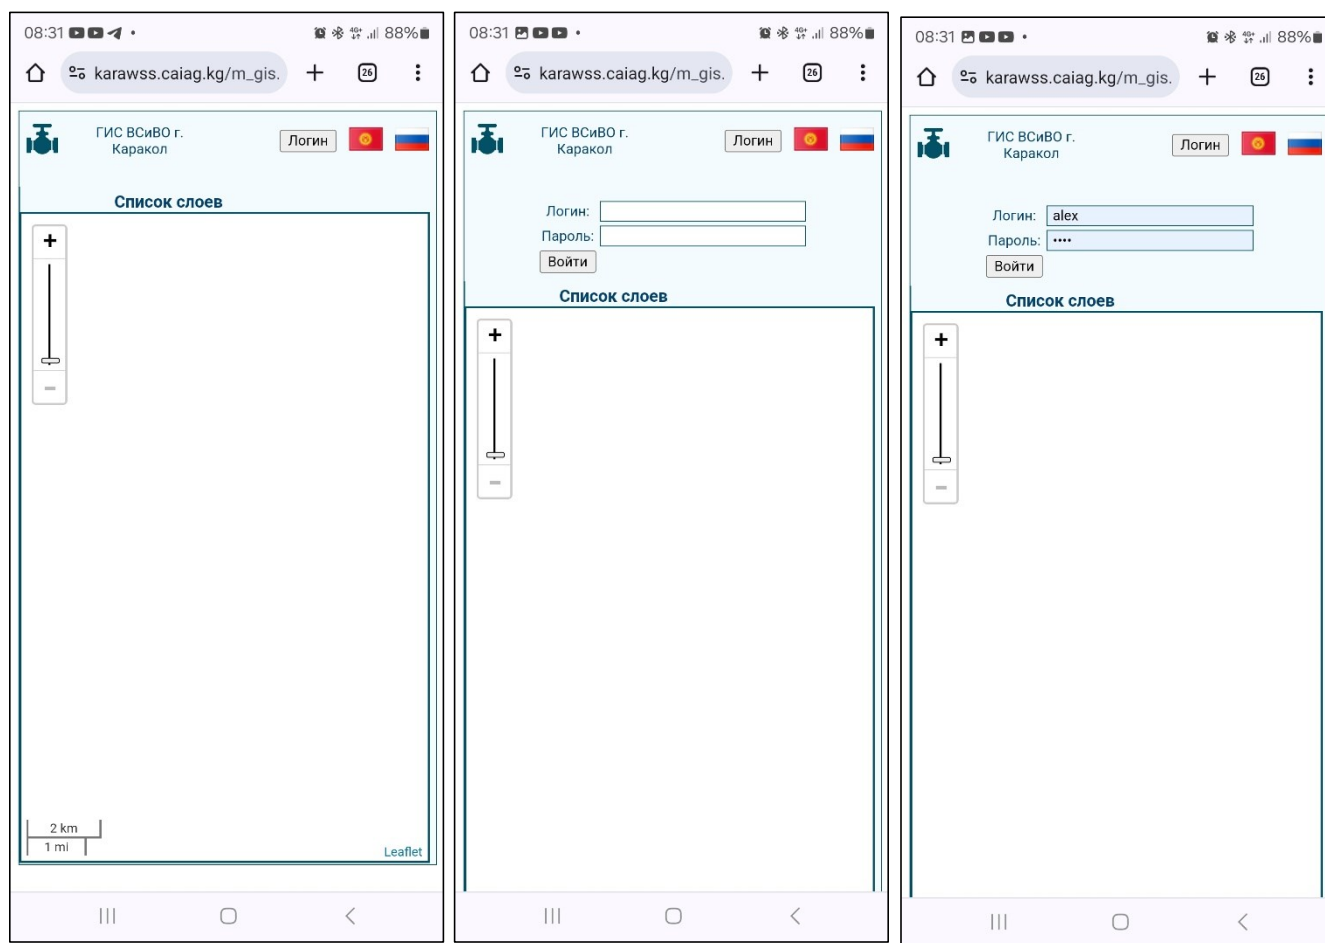 08:31
88%
karawss.caiag.kg/m_gis.
+
26
ГИС ВСиВО г.
Каракол
Логин
Список слоев
+
-
2 km
1 mi
Leaflet
08:31
88%
karawss.caiag.kg/m_gis.
+
26
ГИС ВСиВО г.
Каракол
Логин
Логин:
Пароль:
Войти
Список слоев
+
-
08:31
88%
karawss.caiag.kg/m_gis.
+
26
ГИС ВСиВО г.
Каракол
Логин
Логин: alex
Пароль: ••••
Войти
Список слоев
+
-